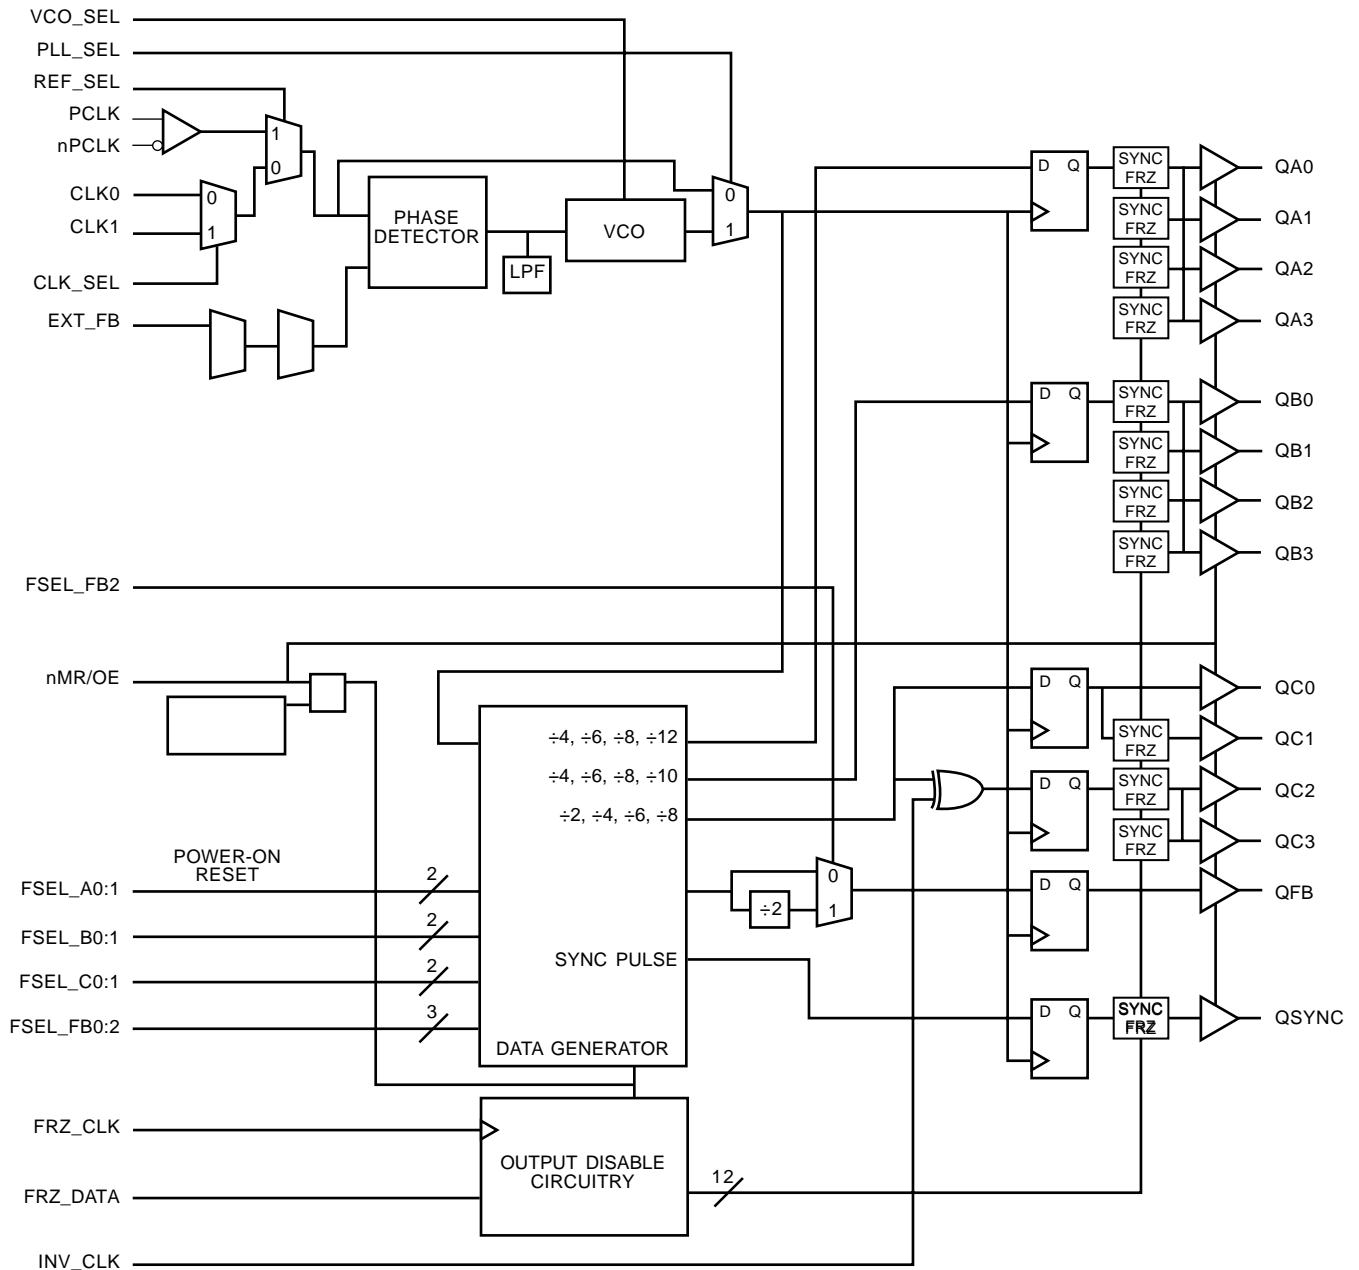 VCO_SEL
PLL_SEL
REF_SEL
PCLK
nPCLK
1
0
CLK0
CLK1
0
1
CLK_SEL
EXT_FB
PHASE
DETECTOR
LPF
VCO
0
1
D Q
SYNC
FRZ
QA0
SYNC
FRZ
QA1
SYNC
FRZ
QA2
SYNC
FRZ
QA3
D Q
SYNC
FRZ
QB0
SYNC
FRZ
QB1
SYNC
FRZ
QB2
SYNC
FRZ
QB3
FSEL_FB2
nMR/OE
D Q
QC0
SYNC
FRZ
QC1
÷4, ÷6, ÷8, ÷12
÷4, ÷6, ÷8, ÷10
÷2, ÷4, ÷6, ÷8
D Q
SYNC
FRZ
QC2
SYNC
FRZ
QC3
POWER-ON
RESET
FSEL_A0:1
2
0
÷2
1
D Q
QFB
FSEL_B0:1
2
SYNC PULSE
FSEL_C0:1
2
FSEL_FB0:2
3
D Q
SYNC
FRZ
QSYNC
DATA GENERATOR
FRZ_CLK
OUTPUT DISABLE
CIRCUITRY
12
FRZ_DATA
INV_CLK